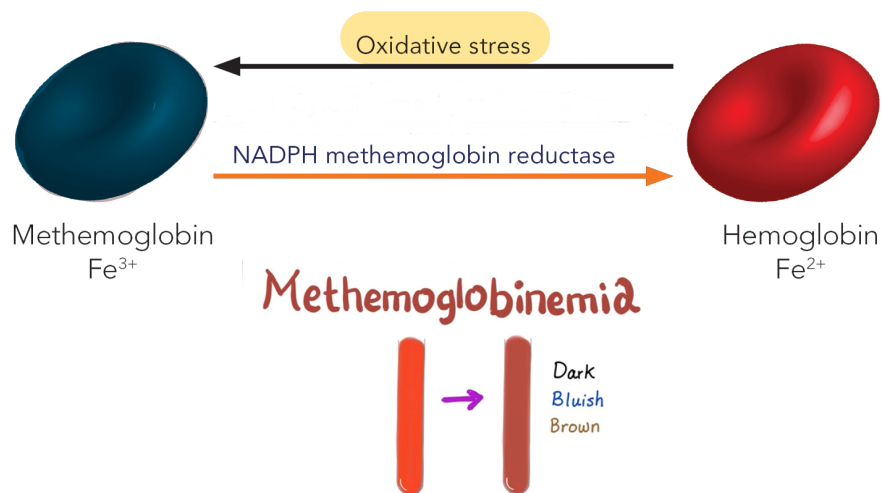 Oxidative stress
NADPH methemoglobin reductase
Methemoglobin
Fe³⁺
Hemoglobin
Fe²⁺
Methemoglobinemia
Dark
Bluish
Brown